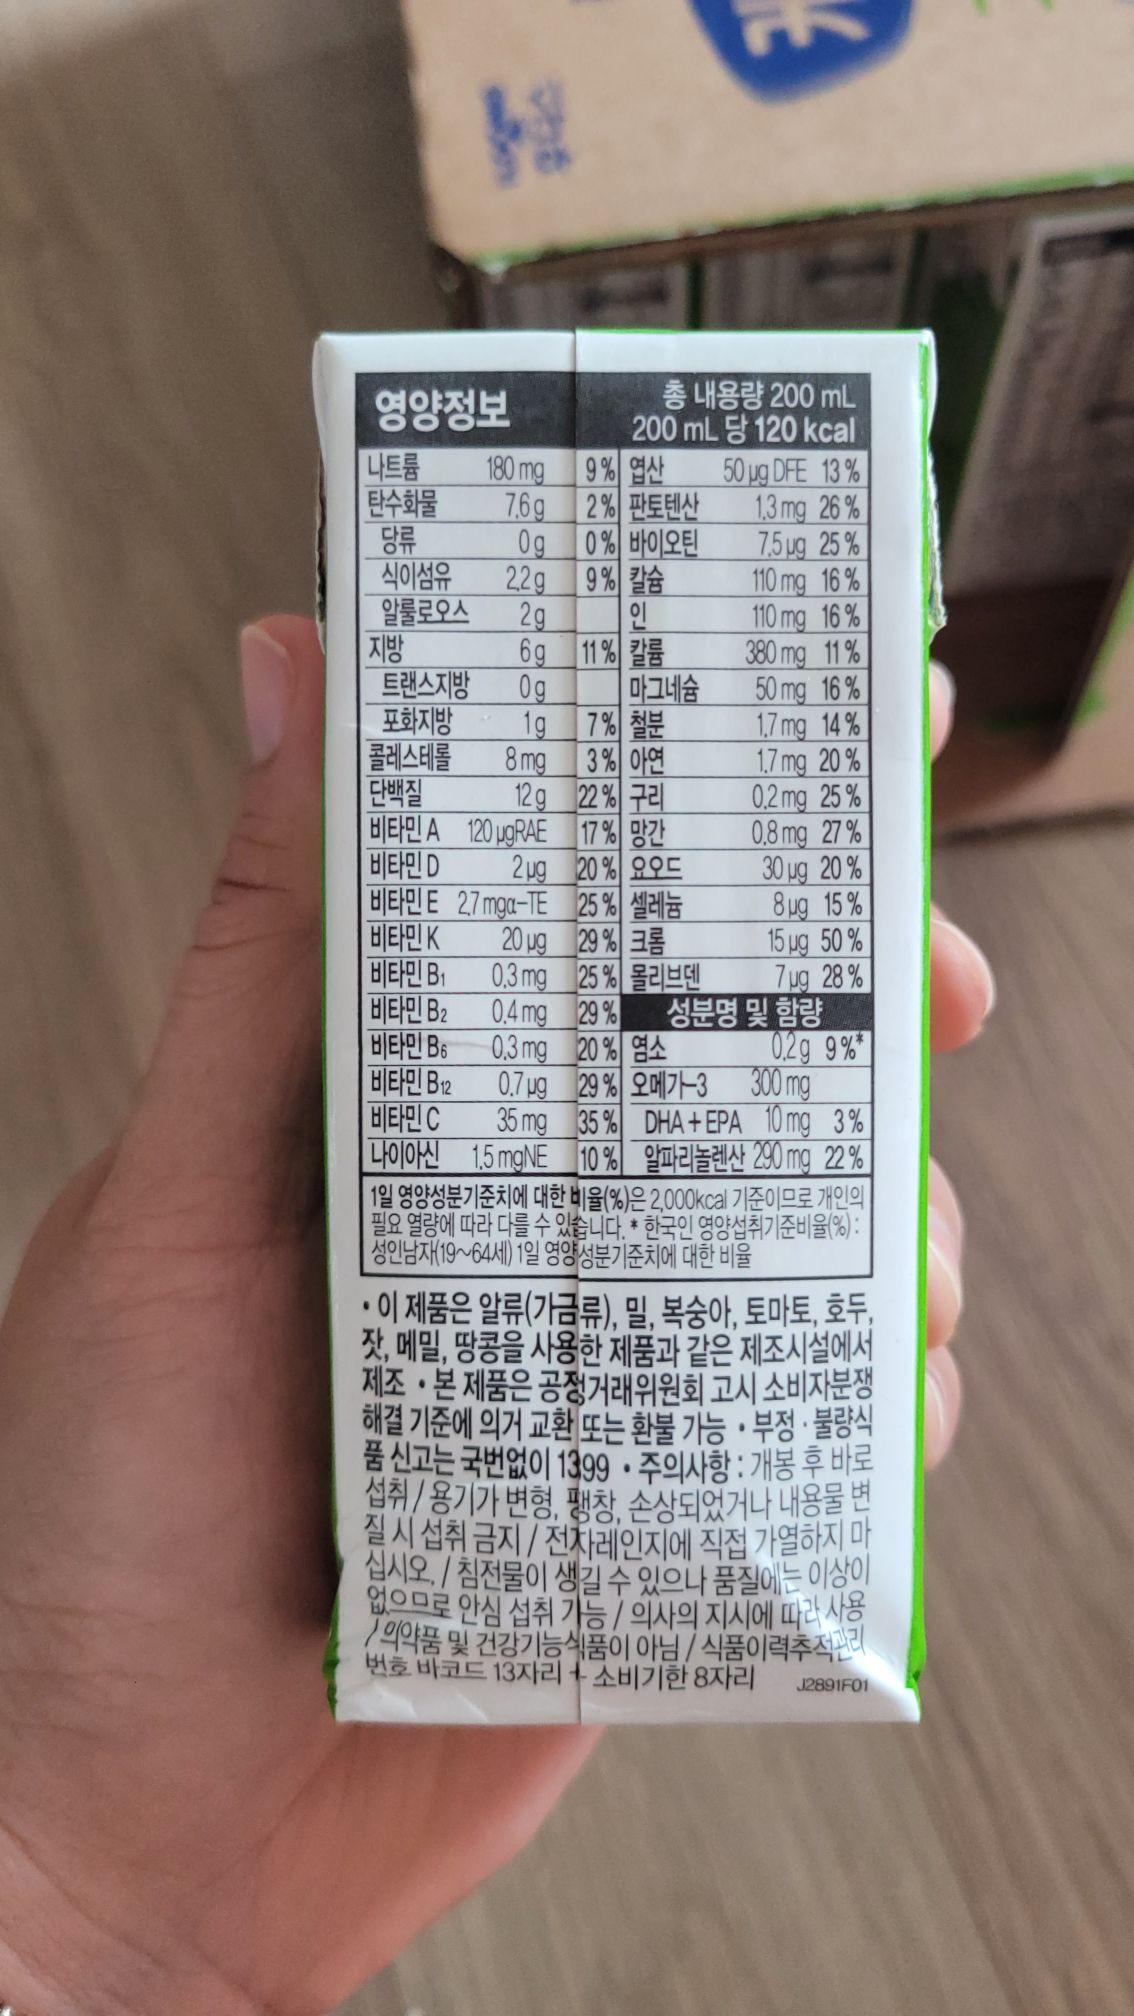 영양정보
총 내용량 200 mL
200 mL 당 120 kcal
나트륨 180 mg 9 %
탄수화물 7.6 g 2 %
당류 0 g 0 %
식이섬유 2.2 g 9 %
알룰로오스 2 g
지방 6 g 11 %
트랜스지방 0 g
포화지방 1 g 7 %
콜레스테롤 8 mg 3 %
단백질 12 g 22 %
비타민 A 120 μgRAE 17 %
비타민 D 2 μg 20 %
비타민 E 2.7 mgα-TE 25 %
비타민 K 20 μg 29 %
비타민 B1 0.3 mg 25 %
비타민 B2 0.4 mg 29 %
비타민 B6 0.3 mg 20 %
비타민 B12 0.7 μg 29 %
비타민 C 35 mg 35 %
나이아신 1.5 mgNE 10 %
엽산 50 μg DFE 13 %
판토텐산 1.3 mg 26 %
바이오틴 7.5 μg 25 %
칼슘 110 mg 16 %
인 110 mg 16 %
칼륨 380 mg 11 %
마그네슘 50 mg 16 %
철분 1.7 mg 14 %
아연 1.7 mg 20 %
구리 0.2 mg 25 %
망간 0.8 mg 27 %
요오드 30 μg 20 %
셀레늄 8 μg 15 %
크롬 15 μg 50 %
몰리브덴 7 μg 28 %
성분명 및 함량
염소 0.2 g 9 %*
오메가-3 300 mg
DHA + EPA 10 mg 3 %
알파리놀렌산 290 mg 22 %
1일 영양성분기준치에 대한 비율(%)은 2,000kcal 기준이므로 개인의
필요 열량에 따라 다를 수 있습니다. * 한국인 영양섭취기준비율(%) :
성인남자(19~64세) 1일 영양성분기준치에 대한 비율
• 이 제품은 알류(가금류), 밀, 복숭아, 토마토, 호두,
잣, 메밀, 땅콩을 사용한 제품과 같은 제조시설에서
제조 • 본 제품은 공정거래위원회 고시 소비자분쟁
해결 기준에 의거 교환 또는 환불 가능 • 부정 · 불량식
품 신고는 국번없이 1399 • 주의사항 : 개봉 후 바로
섭취 / 용기가 변형, 팽창, 손상되었거나 내용물 변
질 시 섭취 금지 / 전자레인지에 직접 가열하지 마
십시오. / 침전물이 생길 수 있으나 품질에는 이상이
없으므로 안심 섭취 가능 / 의사의 지시에 따라 사용
/ 의약품 및 건강기능식품이 아님 / 식품이력추적관리
번호 바코드 13자리 + 소비기한 8자리
J2891F01